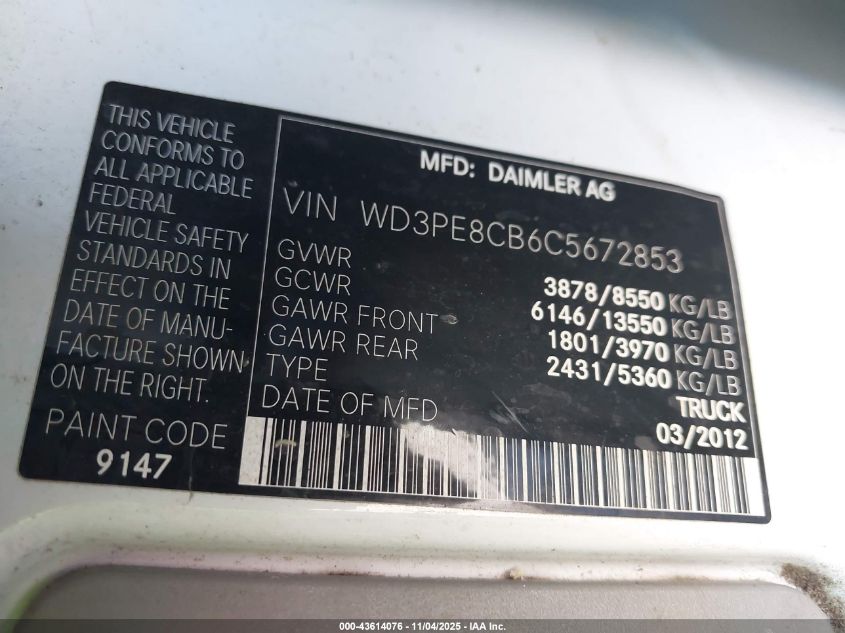 THIS VEHICLE
CONFORMS TO
ALL APPLICABLE
FEDERAL
VEHICLE SAFETY
STANDARDS IN
EFFECT ON THE
DATE OF MANU-
FACTURE SHOWN
ON THE RIGHT.
PAINT CODE
9147
MFD: DAIMLER AG
VIN WD3PE8CB6C5672853
GVWR 3878/8550 KG/LB
GCWR 6146/13550 KG/LB
GAWR FRONT 1801/3970 KG/LB
GAWR REAR 2431/5360 KG/LB
TYPE TRUCK
DATE OF MFD 03/2012
000-43614076 - 11/04/2025 - IAA Inc.